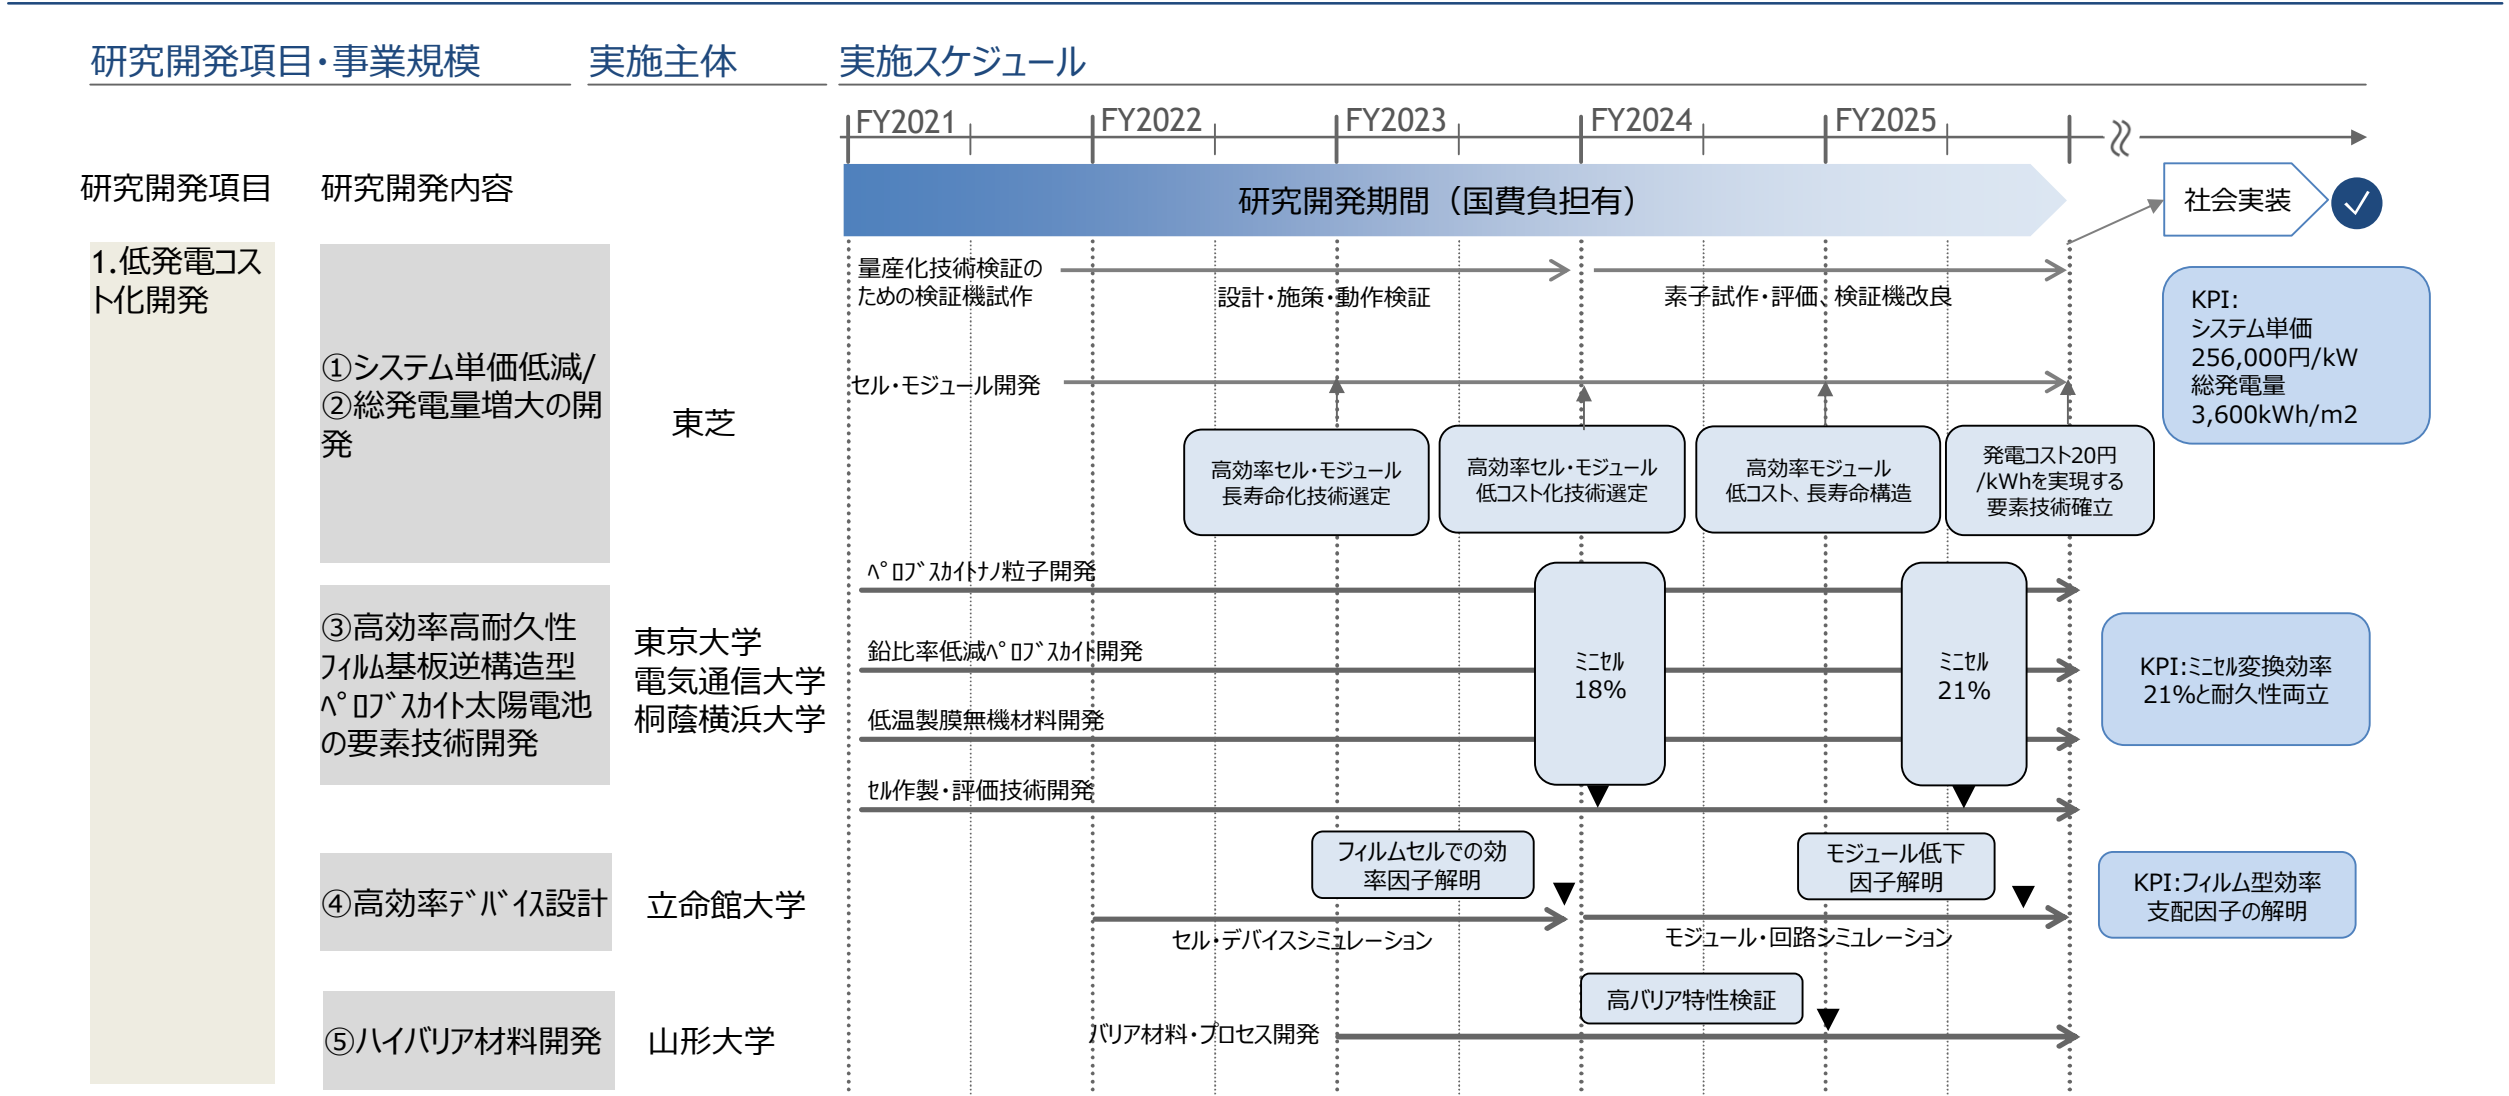 研究開発項目・事業規模
実施主体
実施スケジュール
FY2021
FY2022
FY2023
FY2024
FY2025
研究開発項目
研究開発内容
研究開発期間（国費負担有）
社会実装
1.低発電コス
ト化開発
①システム単価低減/
②総発電量増大の開
発
東芝
量産化技術検証の
ための検証機試作
設計・施策・動作検証
素子試作・評価、検証機改良
セル・モジュール開発
高効率セル・モジュール
長寿命化技術選定
高効率セル・モジュール
低コスト化技術選定
高効率モジュール
低コスト、長寿命構造
発電コスト20円
/kWhを実現する
要素技術確立
KPI:
システム単価
256,000円/kW
総発電量
3,600kWh/m2
③高効率高耐久性
フィルム基板逆構造型
ﾍﾟﾛﾌﾞｽｶｲﾄ太陽電池
の要素技術開発
東京大学
電気通信大学
桐蔭横浜大学
ﾍﾟﾛﾌﾞｽｶｲﾄﾅﾉ粒子開発
鉛比率低減ﾍﾟﾛﾌﾞｽｶｲﾄ開発
低温製膜無機材料開発
ｾﾙ作製・評価技術開発
ﾐﾆｾﾙ
18%
ﾐﾆｾﾙ
21%
KPI:ﾐﾆｾﾙ変換効率
21%と耐久性両立
④高効率ﾃﾞﾊﾞｲｽ設計
立命館大学
フィルムセルでの効
率因子解明
モジュール低下
因子解明
セル・デバイスシミュレーション
モジュール・回路シミュレーション
KPI:フィルム型効率
支配因子の解明
⑤ハイバリア材料開発
山形大学
バリア材料・プロセス開発
高バリア特性検証